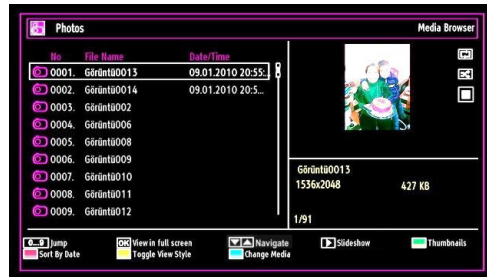 Photos Media Browser
No File Name Date/Time
0001. Görüntü0013 09.01.2010 20:55:.
0002. Görüntü0014 09.01.2010 20:5...
0003. Görüntü002
0004. Görüntü006
0005. Görüntü008
0006. Görüntü009
0007. Görüntü010
0008. Görüntü011
0009. Görüntü012
Görüntü0013
1536x2048 427 KB
1/91
0...9 Jump OK View in full screen Navigate Slideshow Thumbnails
Sort By Date Toggle View Style Change Media